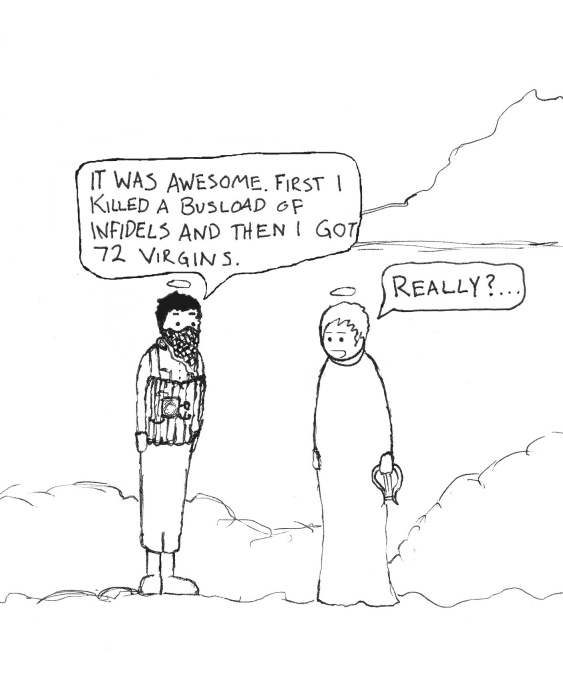 IT WAS AWESOME. FIRST I
KILLED A BUSLOAD OF
INFIDELS AND THEN I GOT
72 VIRGINS.
REALLY?...